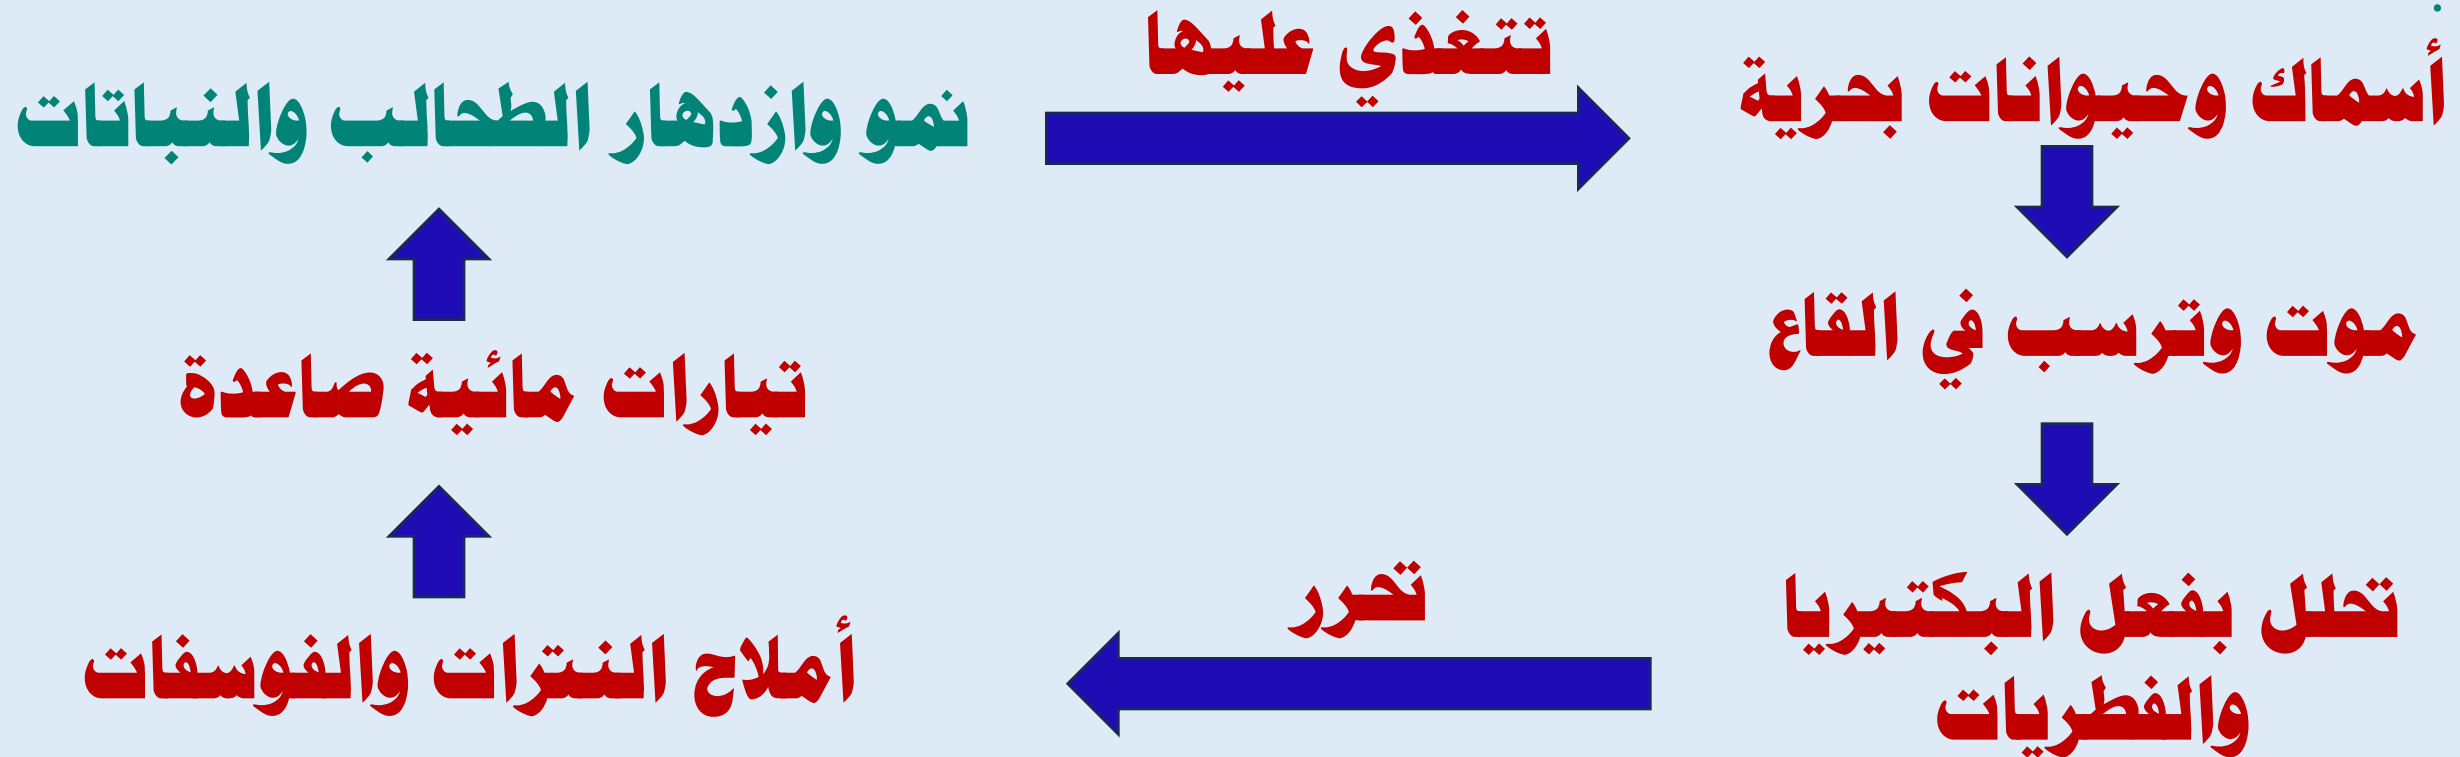 .
تتغذي عليها
أسماك وحيوانات بحرية
نمو وازدهار الطحالب والنباتات
موت وترسب في القاع
تيارات مائية صاعدة
تحرر
تحلل بفعل البكتيريا
والفطريات
أملاح النترات والفوسفات